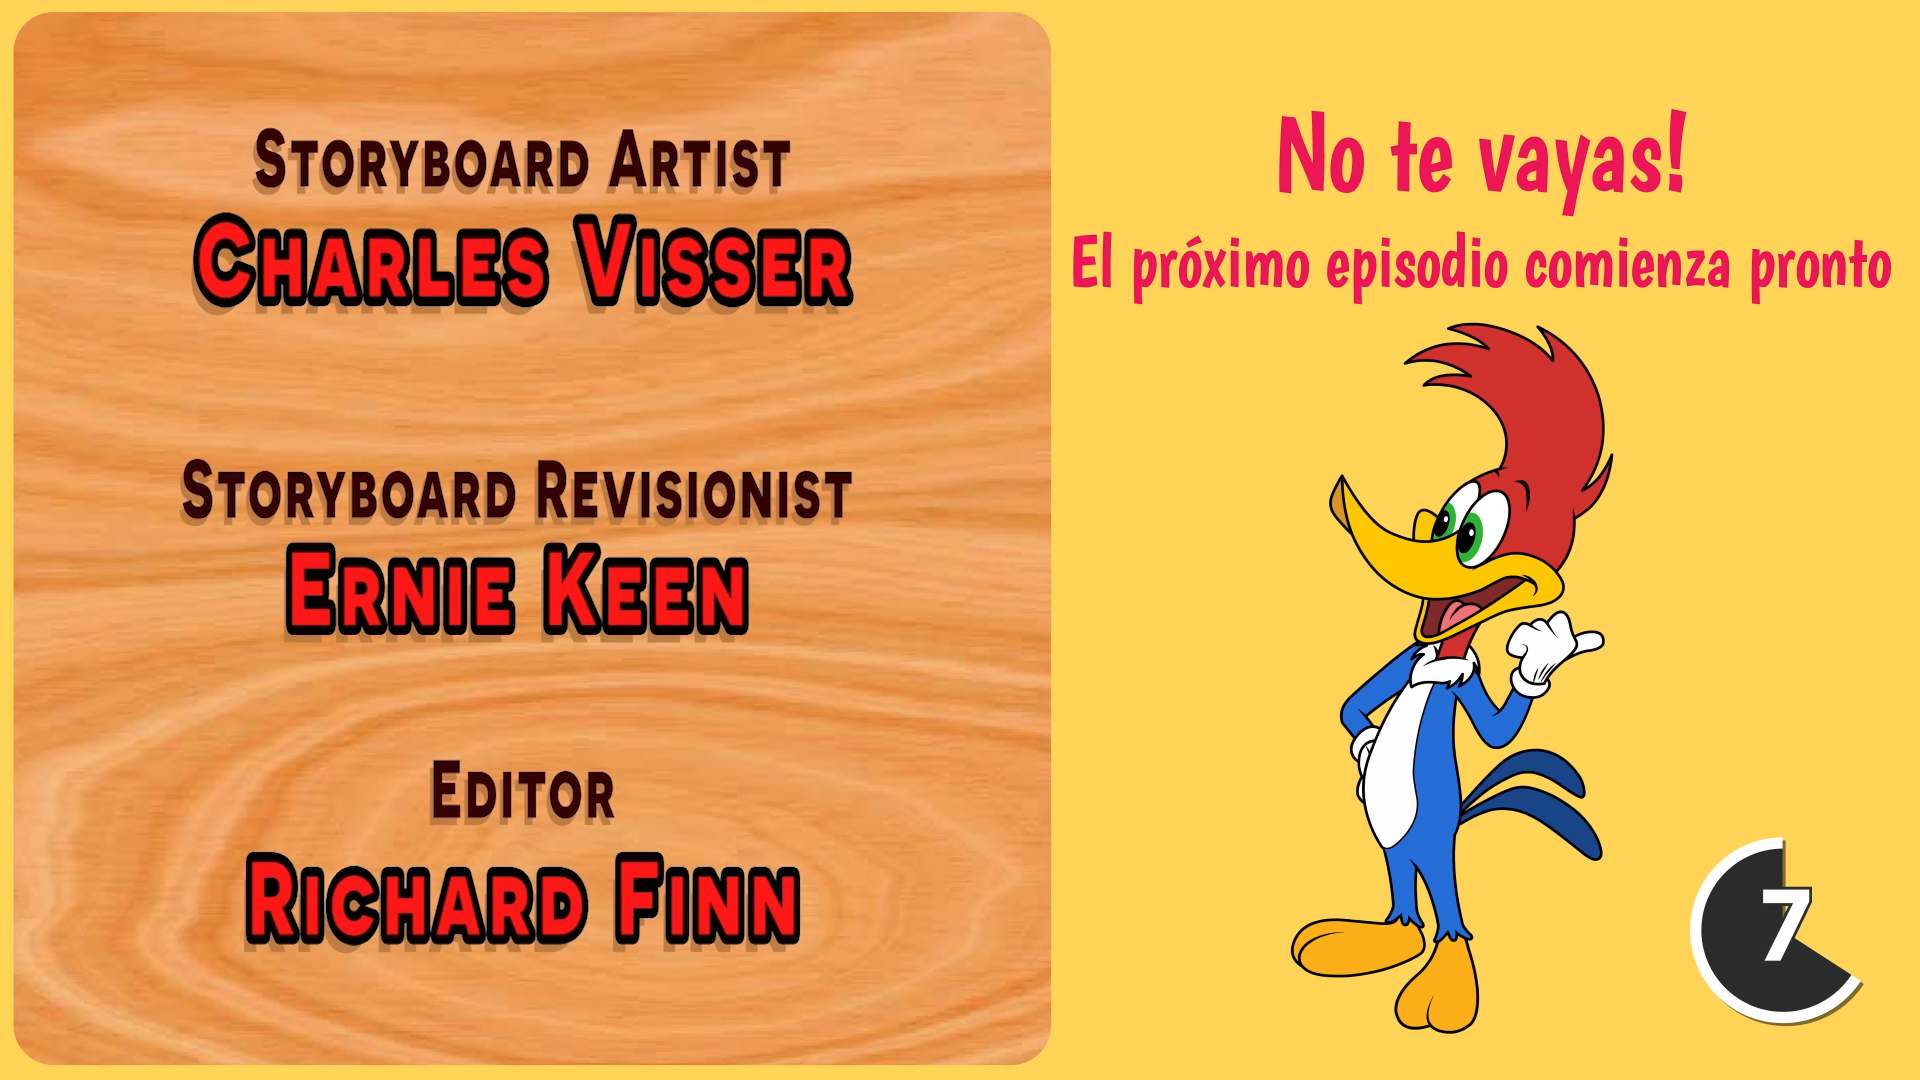 Storyboard Artist
Charles Visser
Storyboard Revisionist
Ernie Keen
Editor
Richard Finn
No te vayas!
El próximo episodio comienza pronto
7